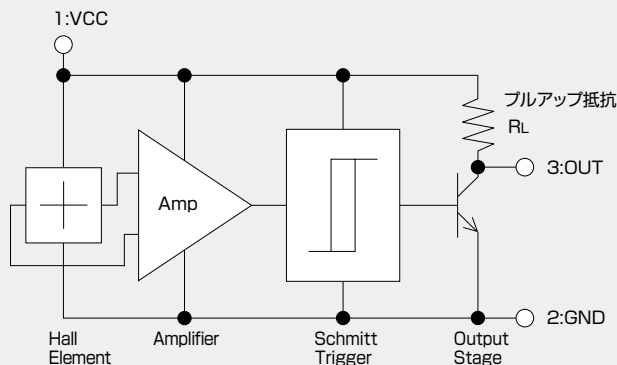 1:VCC
プルアップ抵抗
RL
3:OUT
Amp
2:GND
Hall
Element
Amplifier
Schmitt
Trigger
Output
Stage